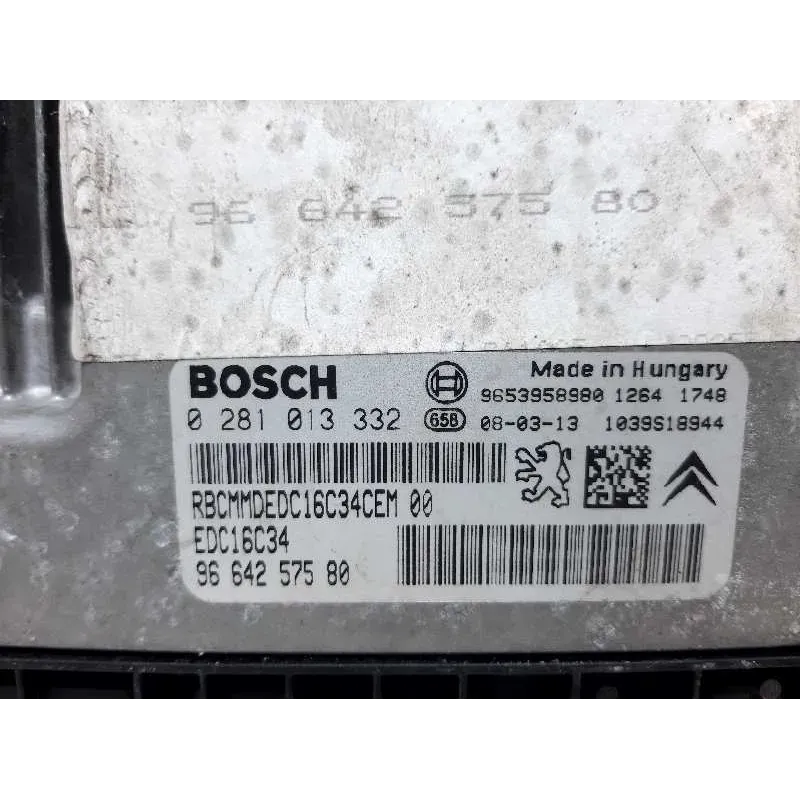 96 642 575 80
BOSCH
Made in Hungary
9653958980 1264 1748
0 281 013 332
65B
08-03-13 1039S18944
RBCMMDEDC16C34CEM 00
EDC16C34
96 642 575 80